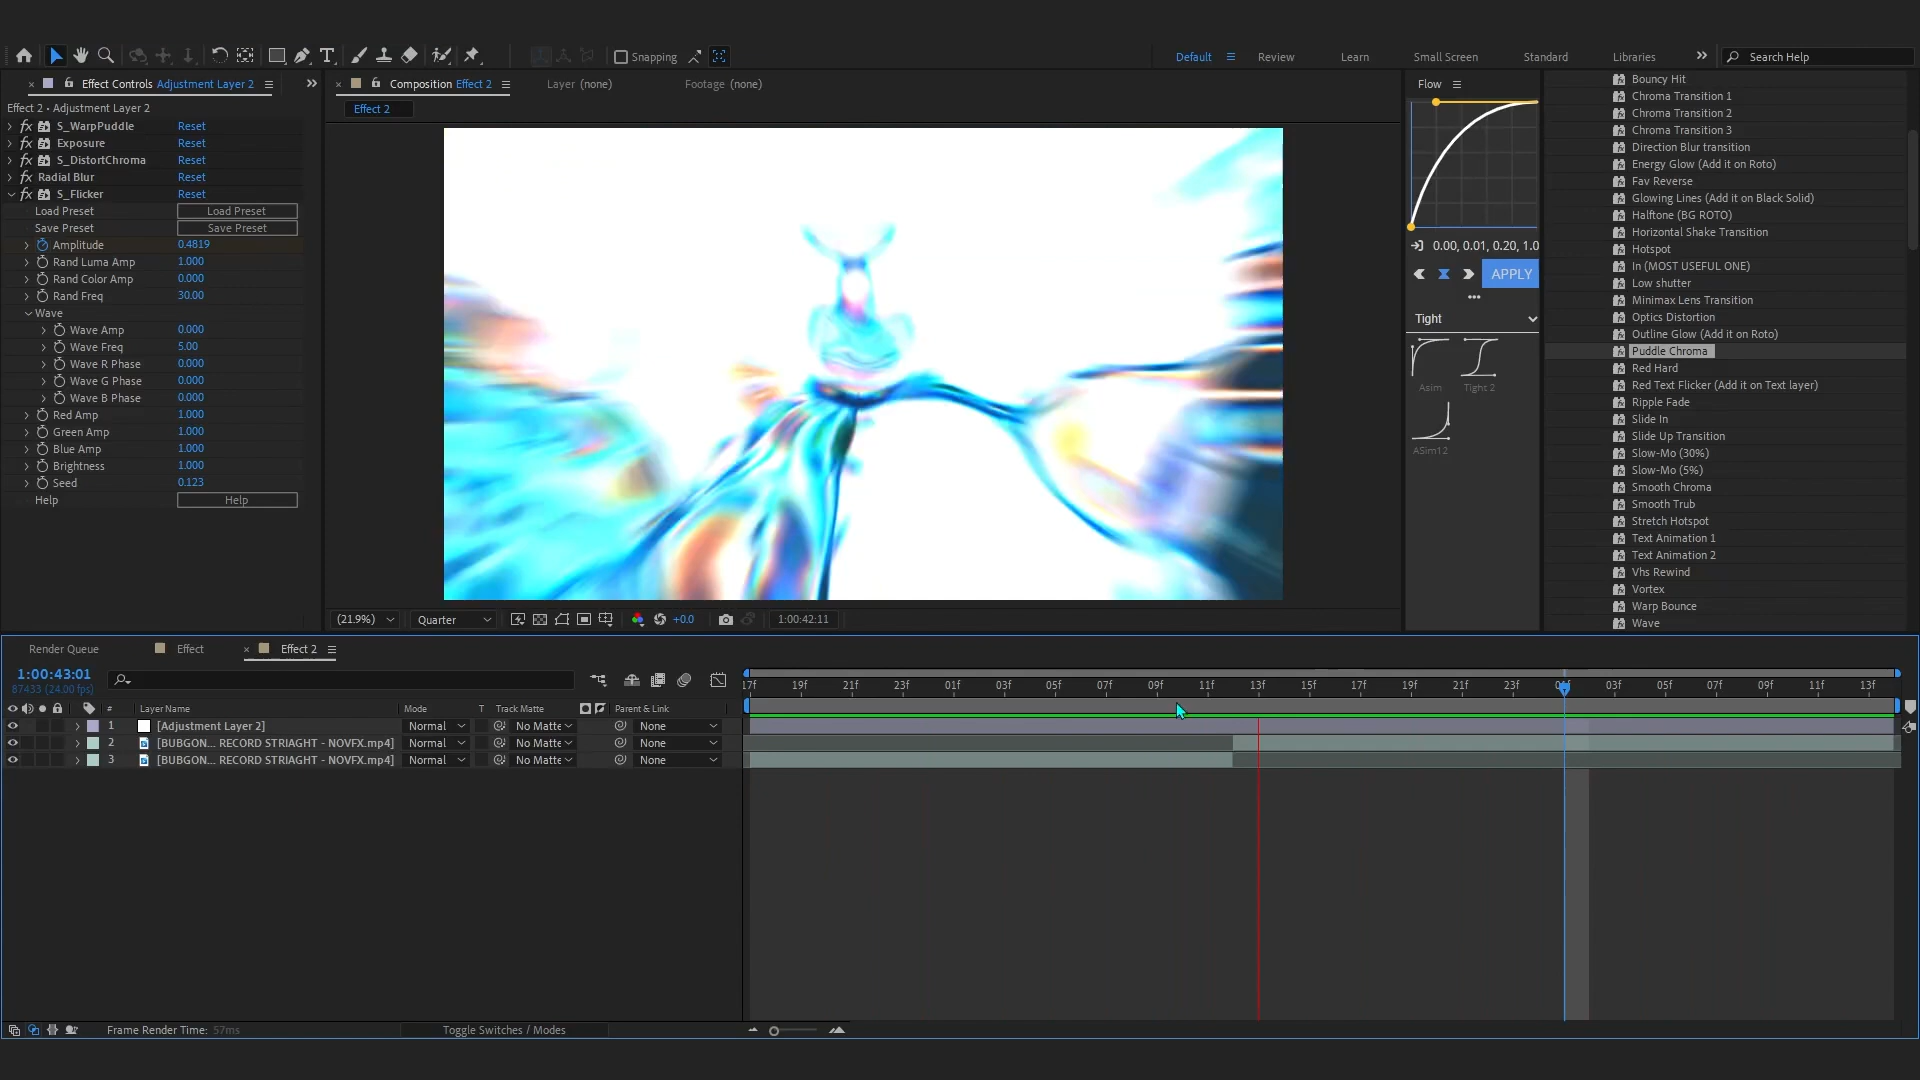 Snapping
Default
Review
Learn
Small Screen
Standard
Libraries
Search Help
Effect Controls Adjustment Layer 2
Composition Effect 2
Layer (none)
Footage (none)
Flow
Effect 2 • Adjustment Layer 2
Effect 2
fx S_WarpPuddle Reset
fx Exposure Reset
fx S_DistortChroma Reset
fx Radial Blur Reset
fx S_Flicker Reset
Load Preset Load Preset
Save Preset Save Preset
Amplitude 0.4819
Rand Luma Amp 1.000
Rand Color Amp 0.000
Rand Freq 30.00
Wave
Wave Amp 0.000
Wave Freq 5.00
Wave R Phase 0.000
Wave G Phase 0.000
Wave B Phase 0.000
Red Amp 1.000
Green Amp 1.000
Blue Amp 1.000
Brightness 1.000
Seed 0.123
Help Help
(21.9%) Quarter +0.0 1:00:42:11
0.00, 0.01, 0.20, 1.0
APPLY
Tight
Asim Tight 2
ASim12
Bouncy Hit
Chroma Transition 1
Chroma Transition 2
Chroma Transition 3
Direction Blur transition
Energy Glow (Add it on Roto)
Fav Reverse
Glowing Lines (Add it on Black Solid)
Halftone (BG ROTO)
Horizontal Shake Transition
Hotspot
In (MOST USEFUL ONE)
Low shutter
Minimax Lens Transition
Optics Distortion
Outline Glow (Add it on Roto)
Puddle Chroma
Red Hard
Red Text Flicker (Add it on Text layer)
Ripple Fade
Slide In
Slide Up Transition
Slow-Mo (30%)
Slow-Mo (5%)
Smooth Chroma
Smooth Trub
Stretch Hotspot
Text Animation 1
Text Animation 2
Vhs Rewind
Vortex
Warp Bounce
Wave
Render Queue Effect Effect 2
1:00:43:01
87433 (24.00 fps)
17f 19f 21f 23f 01f 03f 05f 07f 09f 11f 13f 15f 17f 19f 21f 23f 03f 05f 07f 09f 11f 13f
# Layer Name Mode T Track Matte Parent & Link
1 [Adjustment Layer 2] Normal No Matte None
2 [BUBGON... RECORD STRIAGHT - NOVFX.mp4] Normal No Matte None
3 [BUBGON... RECORD STRIAGHT - NOVFX.mp4] Normal No Matte None
Frame Render Time: 57ms
Toggle Switches / Modes